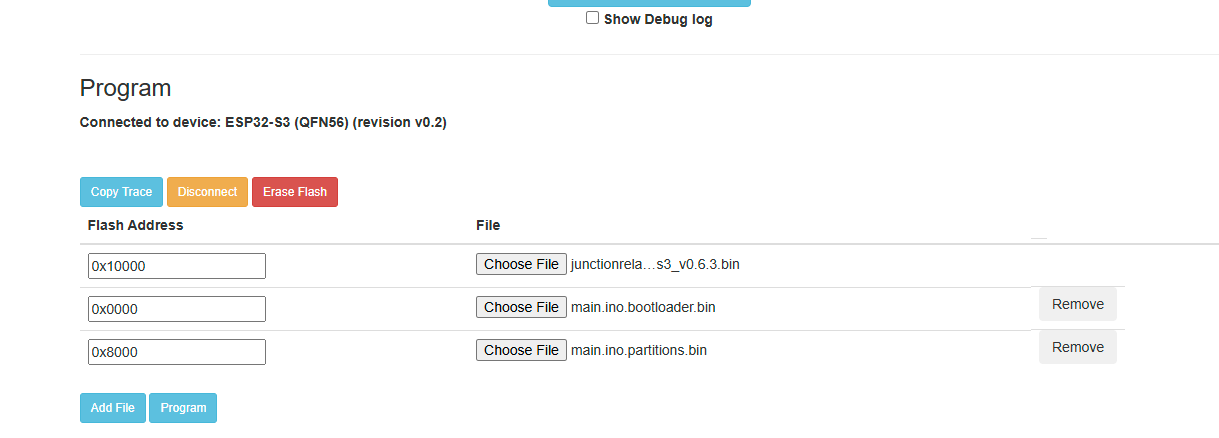 Show Debug log
Program
Connected to device: ESP32-S3 (QFN56) (revision v0.2)
Copy Trace Disconnect Erase Flash
Flash Address File
0x10000 Choose File junctionrela…s3_v0.6.3.bin
0x0000 Choose File main.ino.bootloader.bin Remove
0x8000 Choose File main.ino.partitions.bin Remove
Add File Program